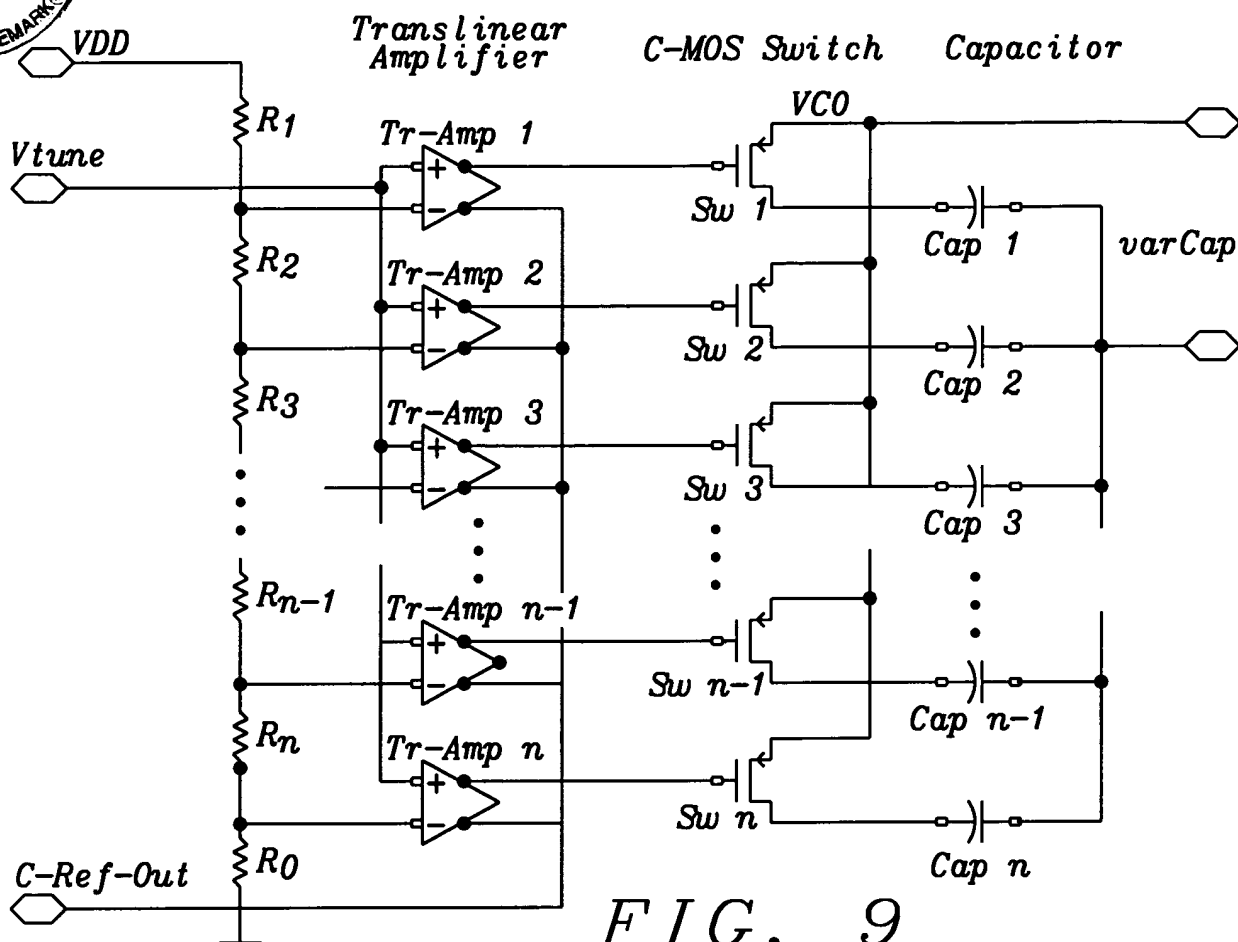 EMARK
VDD
Translinear
Amplifier
C-MOS Switch
Capacitor
R1
Tr-Amp 1
VCO
Vtune
+
−
Sw 1
Cap 1
varCap
R2
Tr-Amp 2
+
−
Sw 2
Cap 2
R3
Tr-Amp 3
+
−
Sw 3
Cap 3
Rn-1
Tr-Amp n-1
+
−
Sw n-1
Cap n-1
Rn
Tr-Amp n
+
−
Sw n
Cap n
R0
C-Ref-Out
FIG. 9